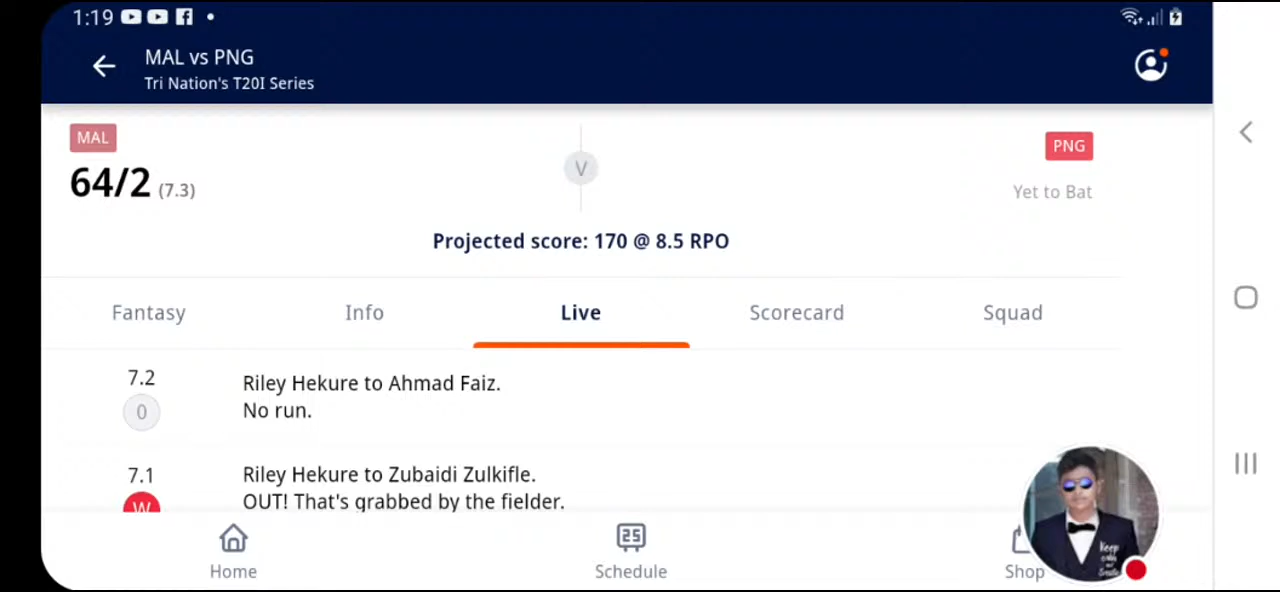 1:19
MAL vs PNG
Tri Nation's T20I Series
MAL
64/2 (7.3)
V
PNG
Yet to Bat
Projected score: 170 @ 8.5 RPO
Fantasy Info Live Scorecard Squad
7.2
0
Riley Hekure to Ahmad Faiz.
No run.
7.1
W
Riley Hekure to Zubaidi Zulkifle.
OUT! That's grabbed by the fielder.
25
Home Schedule Shop
Keep